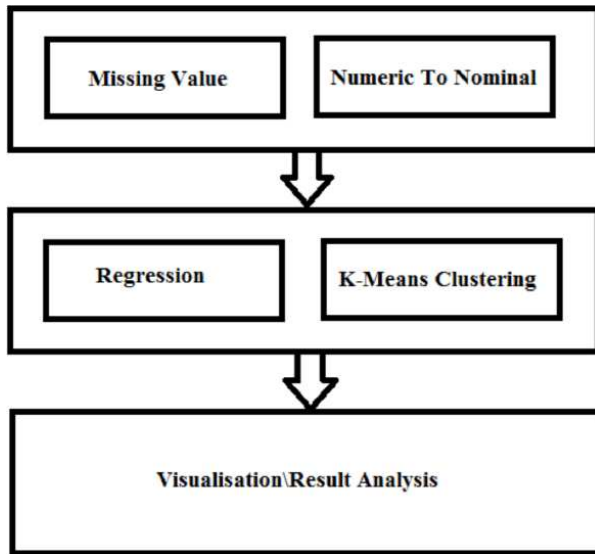 Missing Value
Numeric To Nominal
Regression
K-Means Clustering
Visualisation\Result Analysis